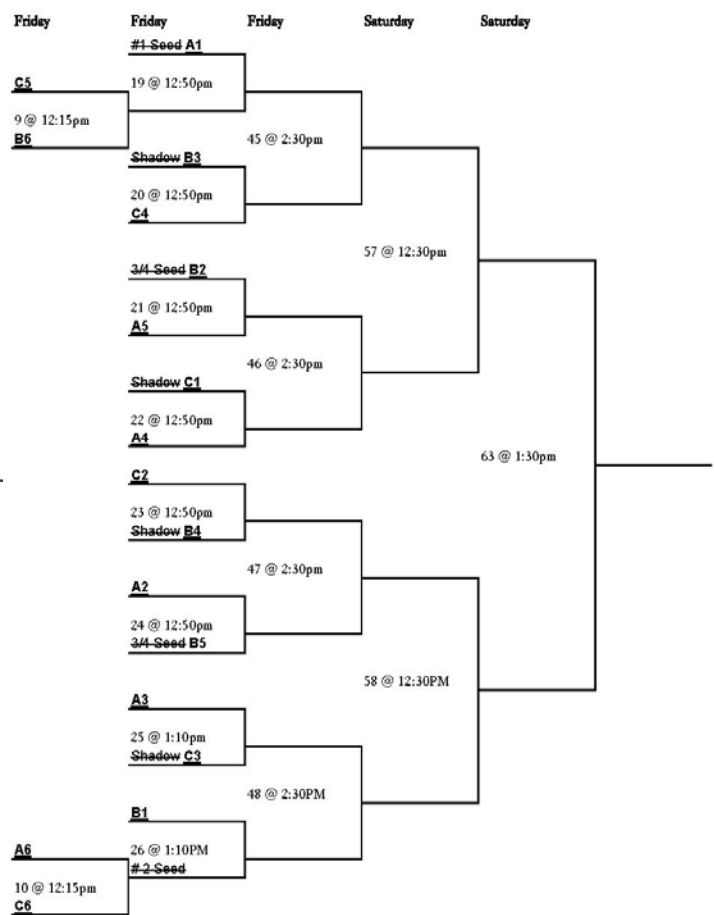 Friday Friday Friday Saturday Saturday
#1 Seed A1
C5
19 @ 12:50pm
9 @ 12:15pm
B6
45 @ 2:30pm
Shadow B3
20 @ 12:50pm
C4
57 @ 12:30pm
3/4 Seed B2
21 @ 12:50pm
A5
46 @ 2:30pm
Shadow C1
22 @ 12:50pm
A4
63 @ 1:30pm
C2
23 @ 12:50pm
Shadow B4
47 @ 2:30pm
A2
24 @ 12:50pm
3/4 Seed B5
58 @ 12:30PM
A3
25 @ 1:10pm
Shadow C3
48 @ 2:30PM
B1
A6
26 @ 1:10PM
# 2 Seed
10 @ 12:15pm
C6